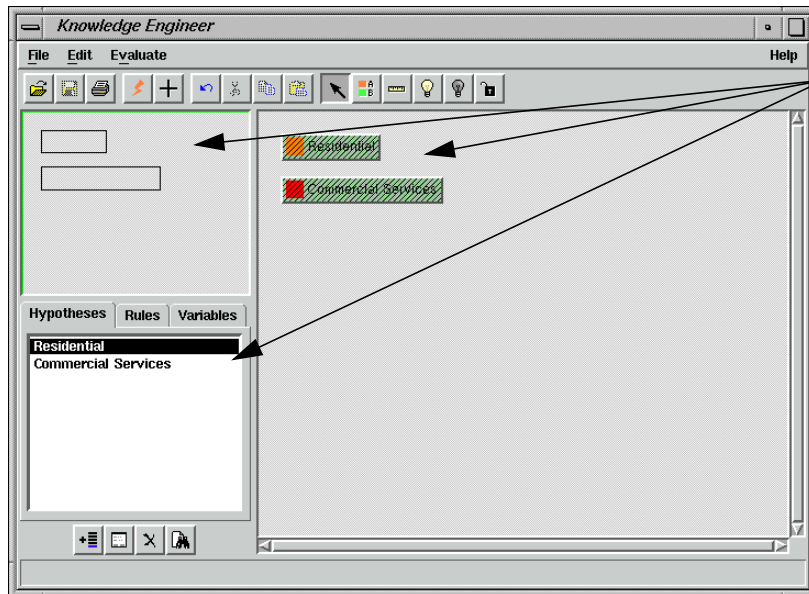 Knowledge Engineer
File Edit Evaluate Help
A
B
Residential
Commercial Services
Hypotheses Rules Variables
Residential
Commercial Services